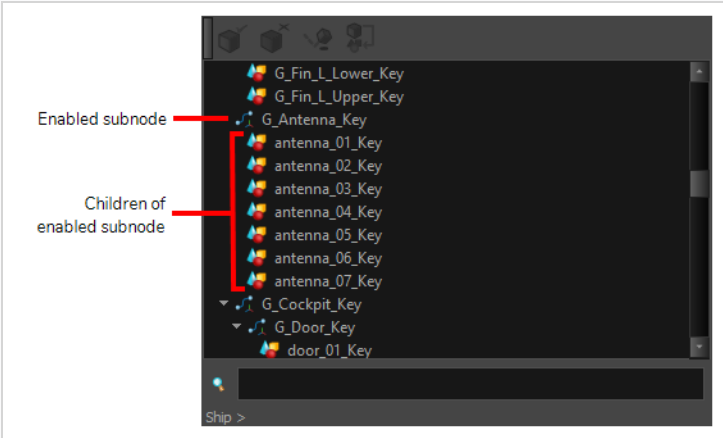 G_Fin_L_Lower_Key
G_Fin_L_Upper_Key
Enabled subnode
G_Antenna_Key
antenna_01_Key
antenna_02_Key
antenna_03_Key
Children of
enabled subnode
antenna_04_Key
antenna_05_Key
antenna_06_Key
antenna_07_Key
G_Cockpit_Key
G_Door_Key
door_01_Key
Ship >